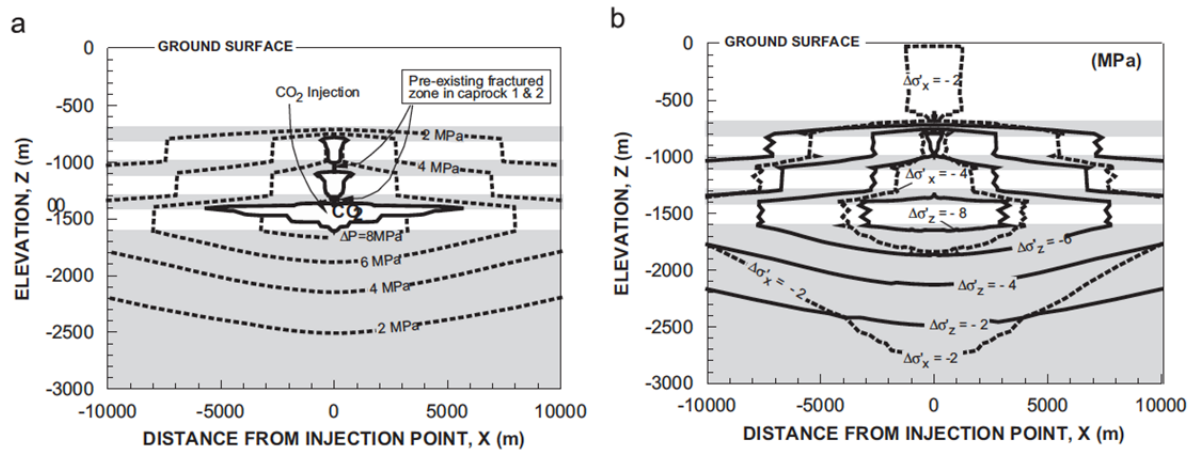 a
GROUND SURFACE
CO2 Injection
Pre-existing fractured
zone in caprock 1 & 2
2 MPa
4 MPa
CO2
ΔP=8MPa
6 MPa
4 MPa
2 MPa
0
-500
-1000
-1500
-2000
-2500
-3000
ELEVATION, Z (m)
-10000
-5000
0
5000
10000
DISTANCE FROM INJECTION POINT, X (m)
b
GROUND SURFACE
(MPa)
Δσ'x = - 2
Δσ'x = - 4
Δσ'z = - 8
Δσ'z = -6
Δσ'x = - 2
Δσ'z = - 4
Δσ'z = - 2
Δσ'x = -2
0
-500
-1000
-1500
-2000
-2500
-3000
ELEVATION, Z (m)
-10000
-5000
0
5000
10000
DISTANCE FROM INJECTION POINT, X (m)